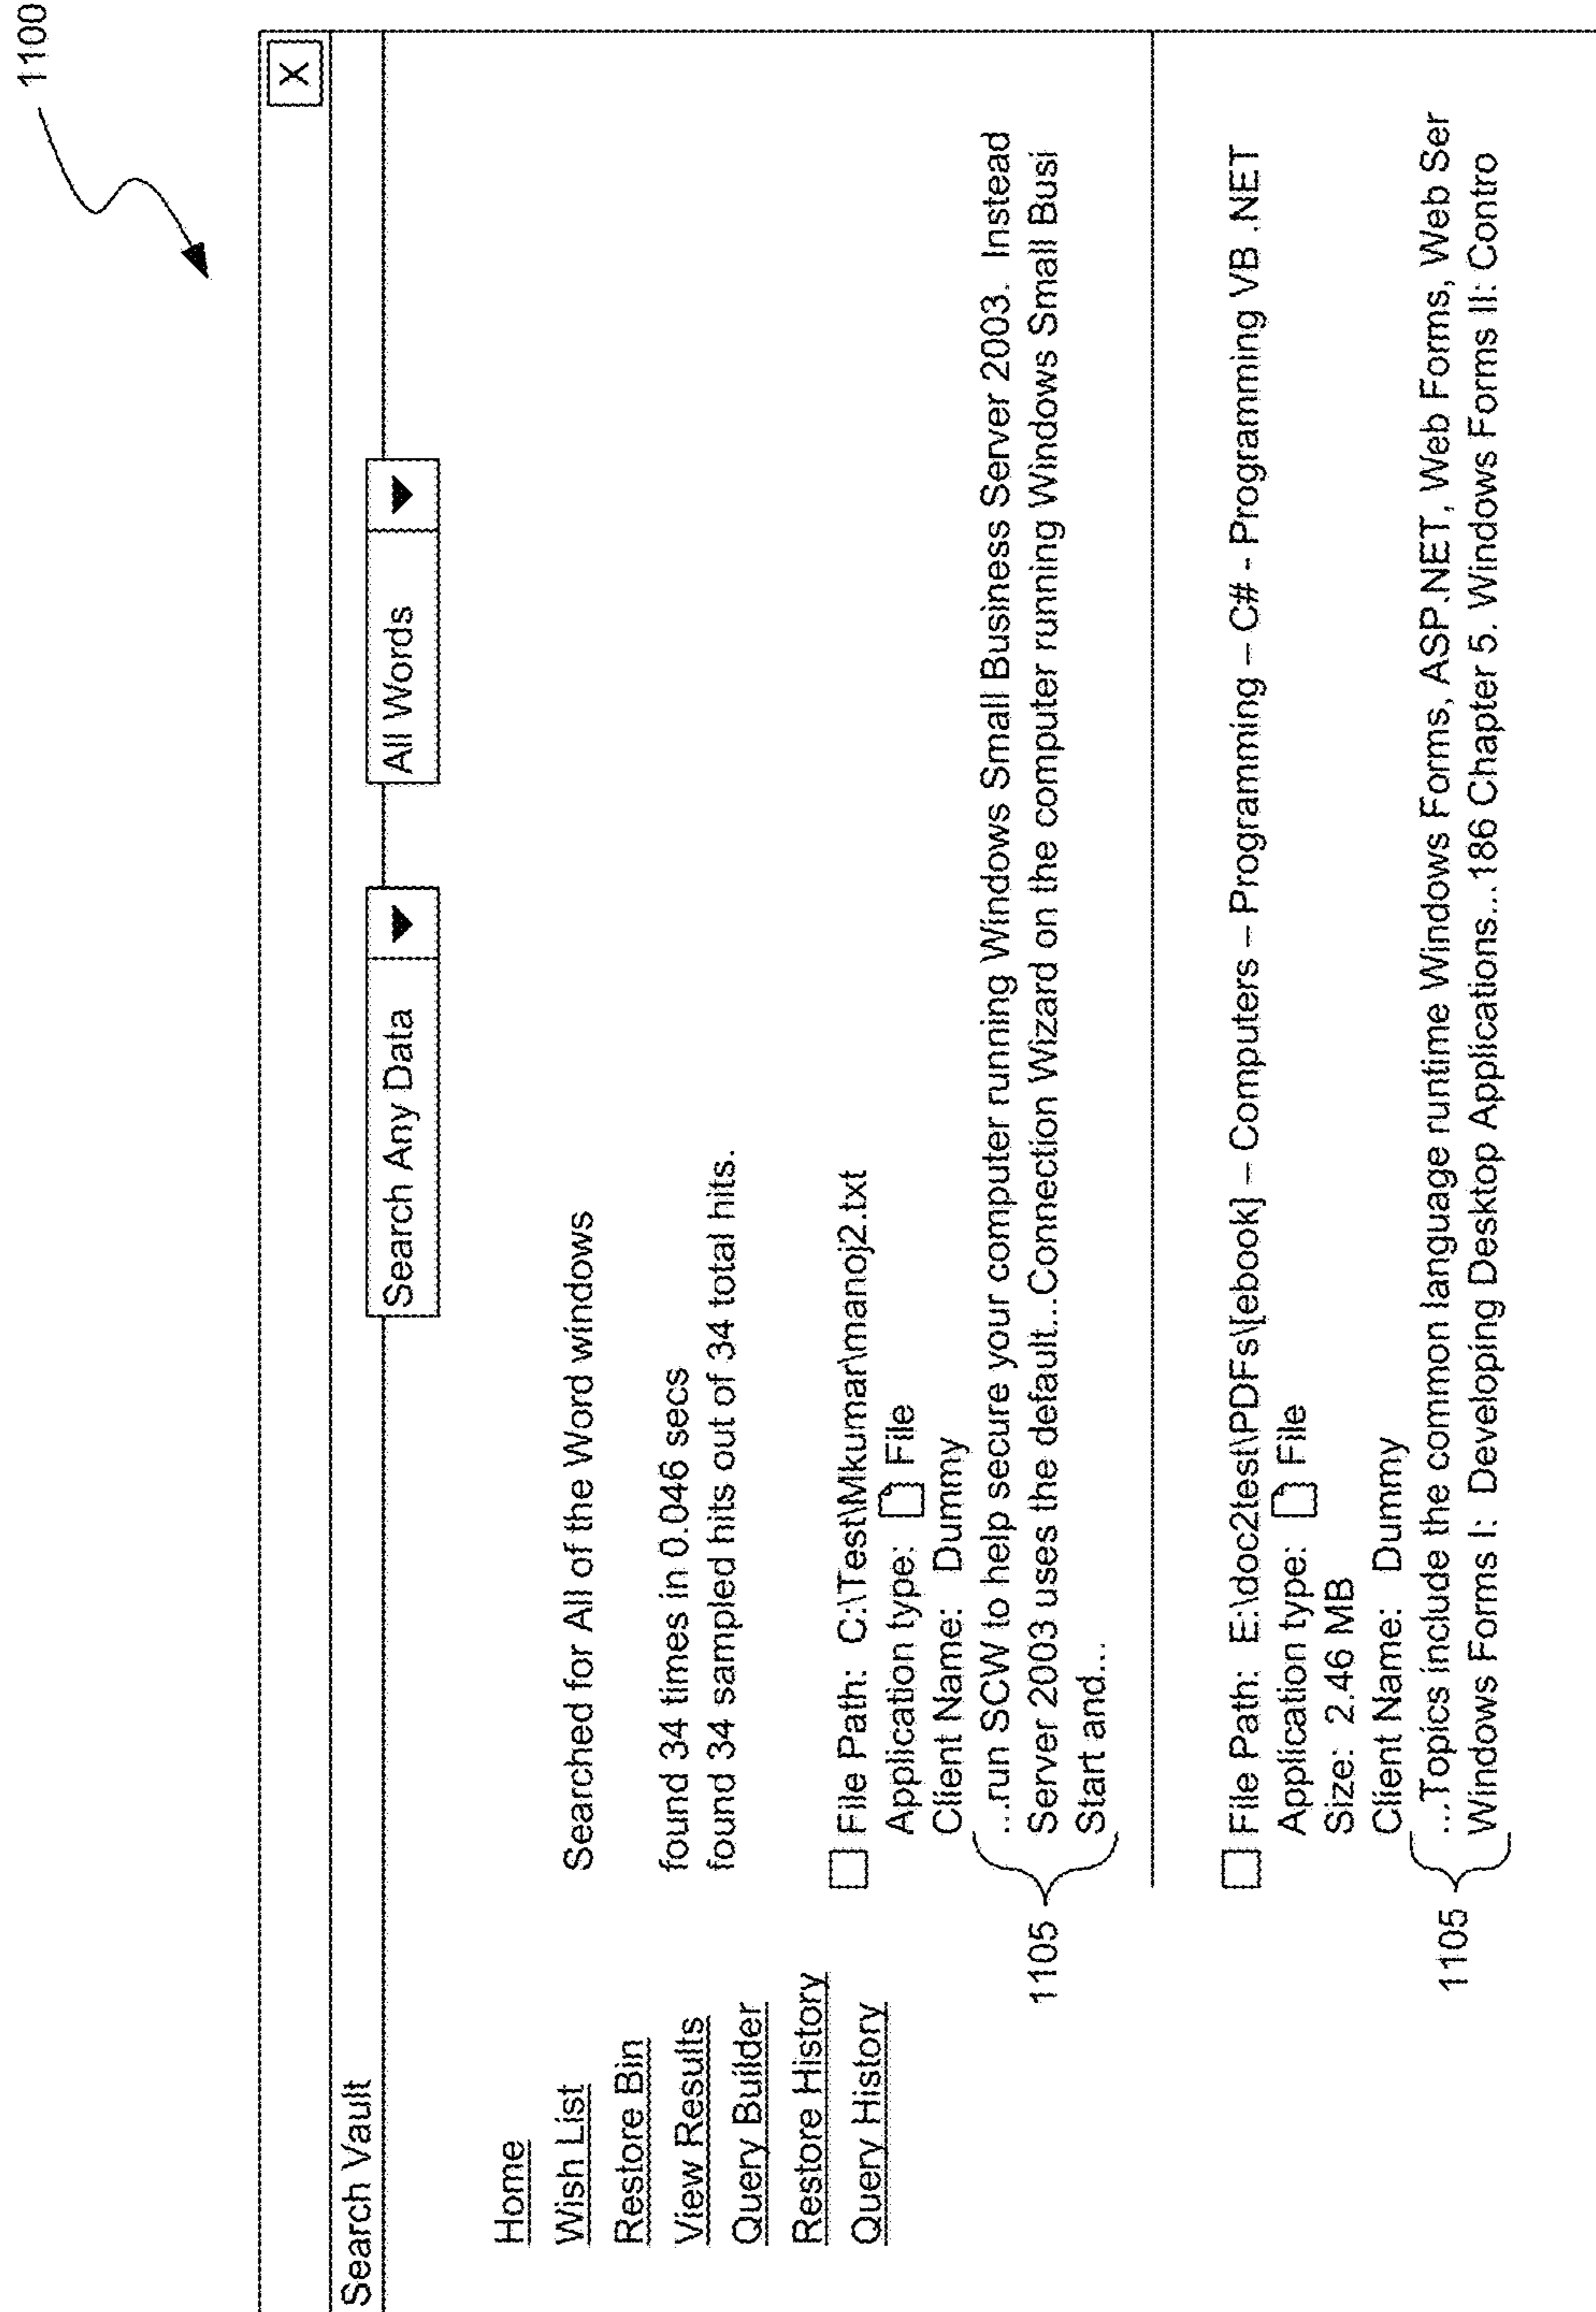 1100
X
Search Vault
Search Any Data
All Words
Home
Wish List
Restore Bin
View Results
Query Builder
Restore History
Query History
Searched for All of the Word windows
found 34 times in 0.046 secs
found 34 sampled hits out of 34 total hits.
File Path: C:\Test\Mkumar\manoj2.txt
Application type: File
Client Name: Dummy
1105
...run SCW to help secure your computer running Windows Small Business Server 2003. Instead
Server 2003 uses the default...Connection Wizard on the computer running Windows Small Busi
Start and...
File Path: E:\doc2test\PDFs\[ebook] – Computers – Programming – C# - Programming VB .NET
Application type: File
Size: 2.46 MB
Client Name: Dummy
1105
...Topics include the common language runtime Windows Forms, ASP.NET, Web Forms, Web Ser
Windows Forms I: Developing Desktop Applications...186 Chapter 5. Windows Forms II: Contro